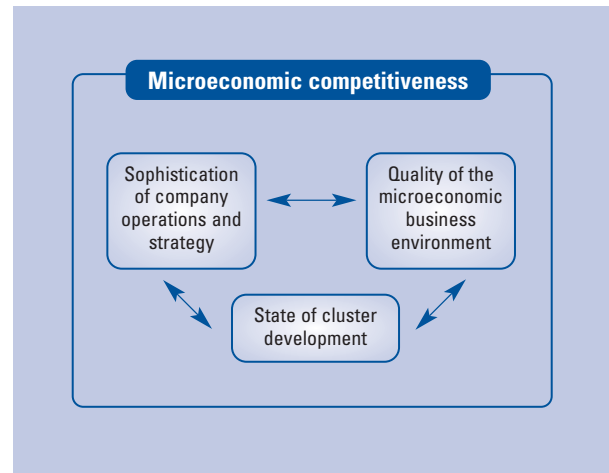 Microeconomic competitiveness
Sophistication
of company
operations and
strategy
Quality of the
microeconomic
business
environment
State of cluster
development